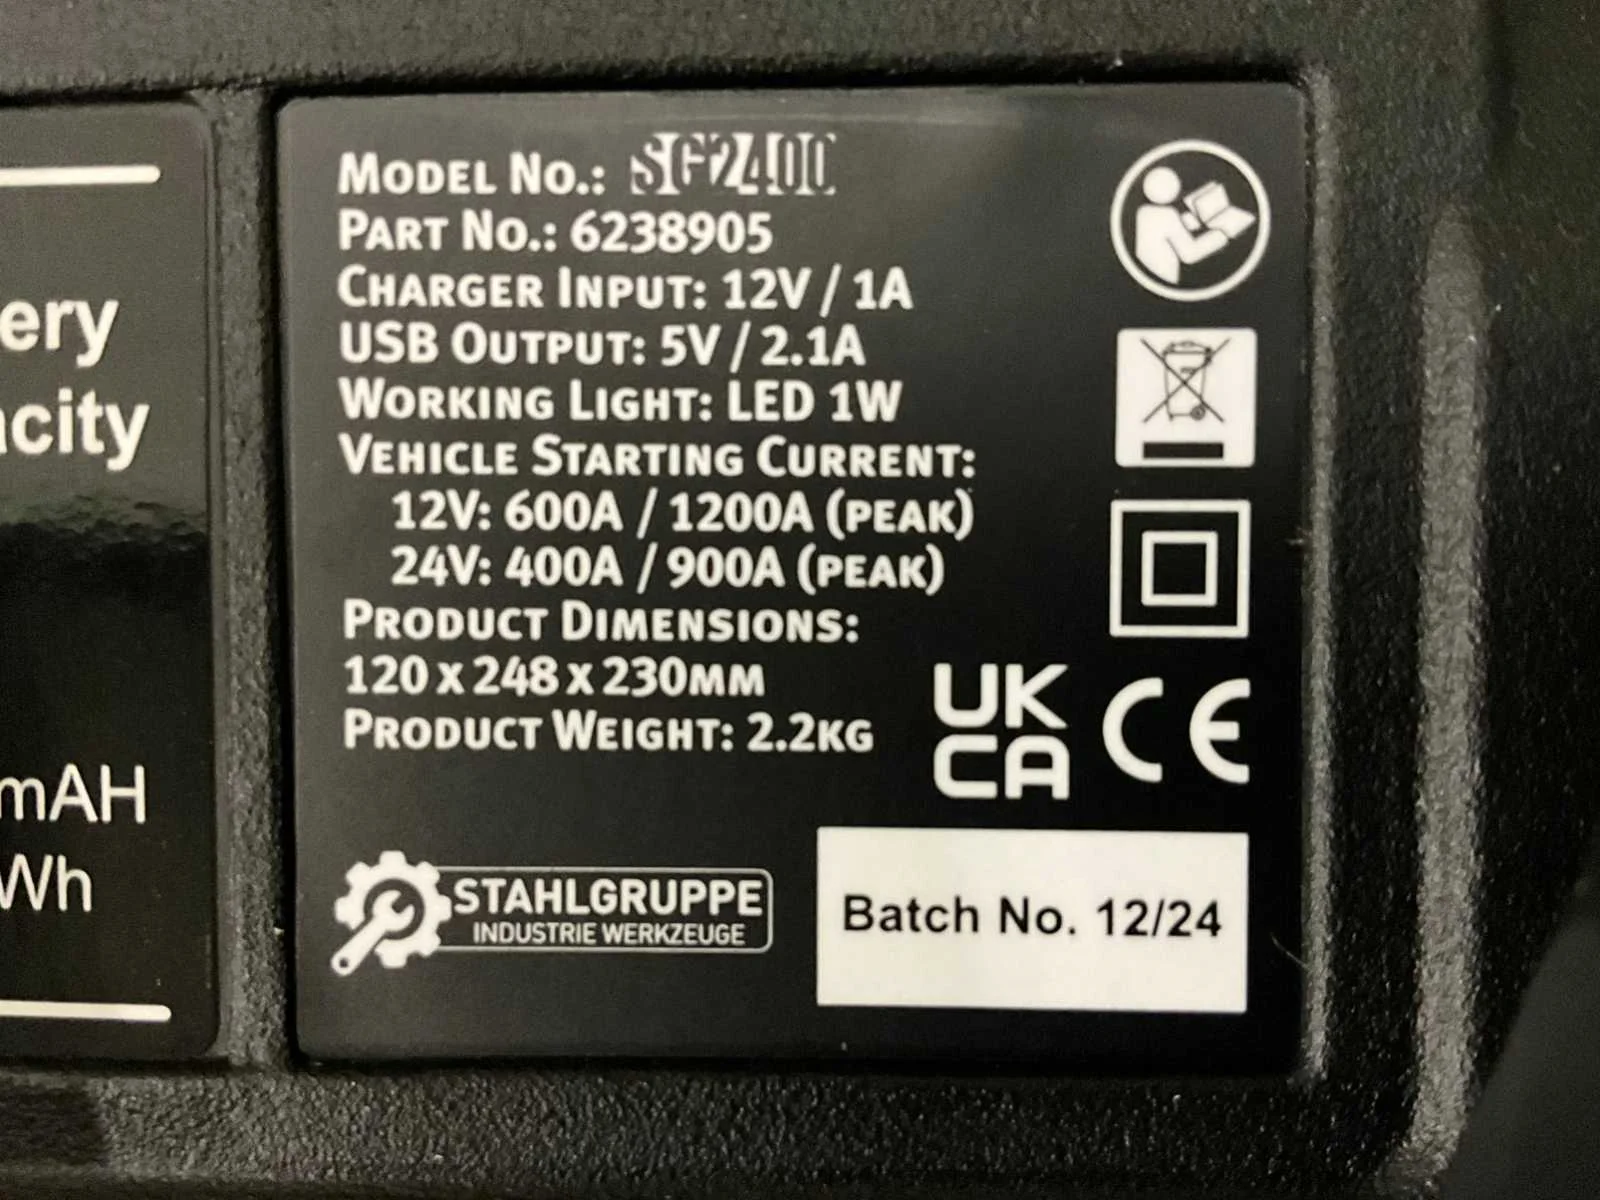 ery
acity
mAH
Wh
MODEL NO.: SG2400
PART NO.: 6238905
CHARGER INPUT: 12V / 1A
USB OUTPUT: 5V / 2.1A
WORKING LIGHT: LED 1W
VEHICLE STARTING CURRENT:
12V: 600A / 1200A (PEAK)
24V: 400A / 900A (PEAK)
PRODUCT DIMENSIONS:
120 X 248 X 230MM
PRODUCT WEIGHT: 2.2KG
UK
CA
CE
STAHLGRUPPE
INDUSTRIE WERKZEUGE
Batch No. 12/24